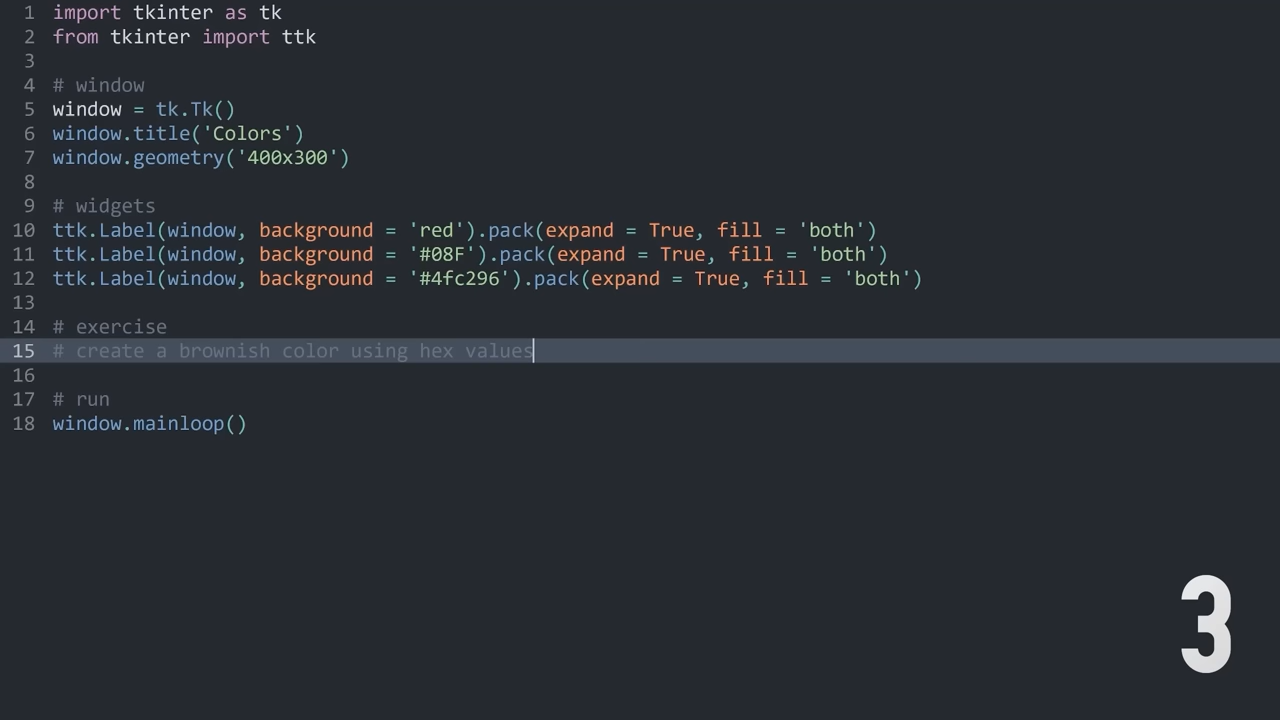 1 import tkinter as tk
2 from tkinter import ttk
3
4 # window
5 window = tk.Tk()
6 window.title('Colors')
7 window.geometry('400x300')
8
9 # widgets
10 ttk.Label(window, background = 'red').pack(expand = True, fill = 'both')
11 ttk.Label(window, background = '#08F').pack(expand = True, fill = 'both')
12 ttk.Label(window, background = '#4fc296').pack(expand = True, fill = 'both')
13
14 # exercise
15 # create a brownish color using hex values
16
17 # run
18 window.mainloop()
3